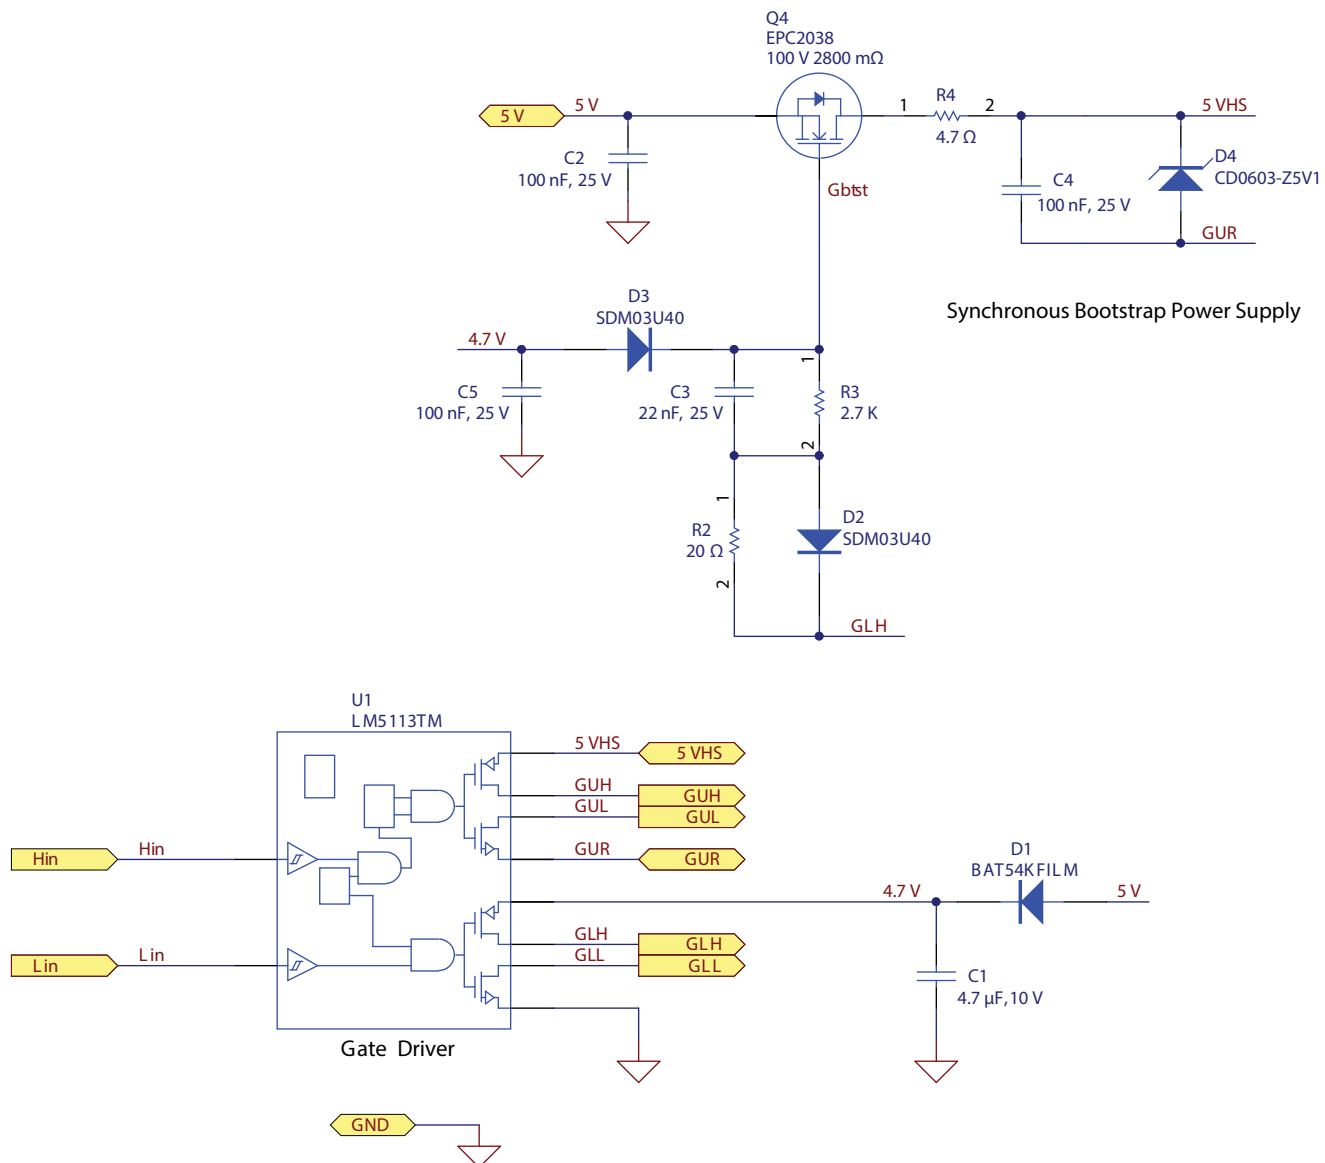 Q4
EPC2038
100 V 2800 mΩ
5 V
5 V
1
R4
2
4.7 Ω
5 VHS
C2
100 nF, 25 V
C4
100 nF, 25 V
D4
CD0603-Z5V1
Gbtst
GUR
D3
SDM03U40
Synchronous Bootstrap Power Supply
4.7 V
1
C5
100 nF, 25 V
C3
22 nF, 25 V
R3
2.7 K
2
1
R2
20 Ω
2
D2
SDM03U40
GLH
U1
LM5113TM
5 VHS
5 VHS
GUH
GUH
GUL
GUL
Hin
Hin
GUR
GUR
D1
BAT54KFILM
4.7 V
5 V
GLH
GLH
Lin
Lin
GLL
GLL
C1
4.7 µF,10 V
Gate Driver
GND